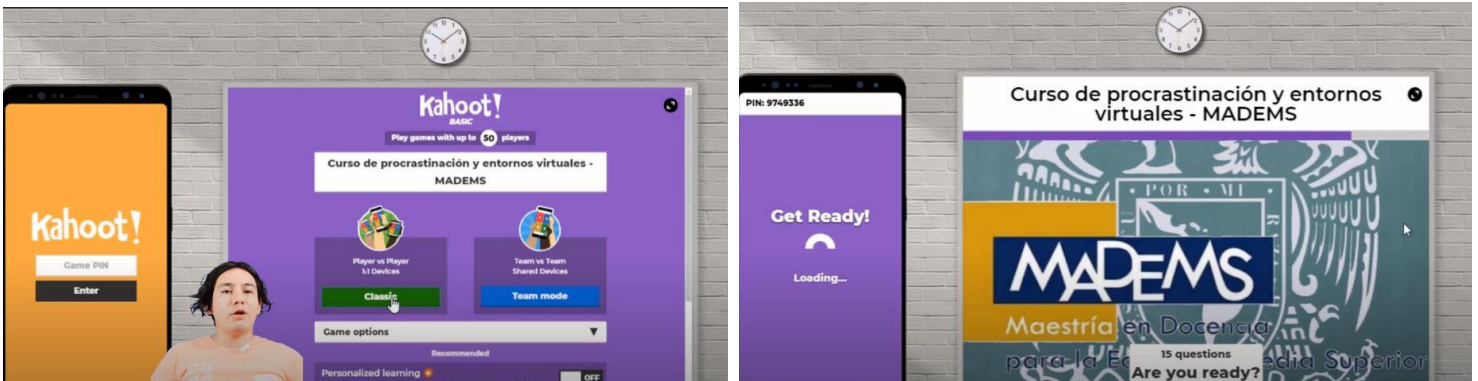 Kahoot!
BASIC
Play games with up to 50 players
Curso de procrastinación y entornos virtuales -
MADEMS
Player vs Player
1:1 Devices
Classic
Team vs Team
Shared Devices
Team mode
Game options
Recommended
Personalized learning
OFF
Kahoot!
Game PIN
Enter
PIN: 9749336
Get Ready!
Loading...
Curso de procrastinación y entornos
virtuales - MADEMS
POR · MI
MADEMS
Maestría en Docencia
para la
edia Superior
15 questions
Are you ready?